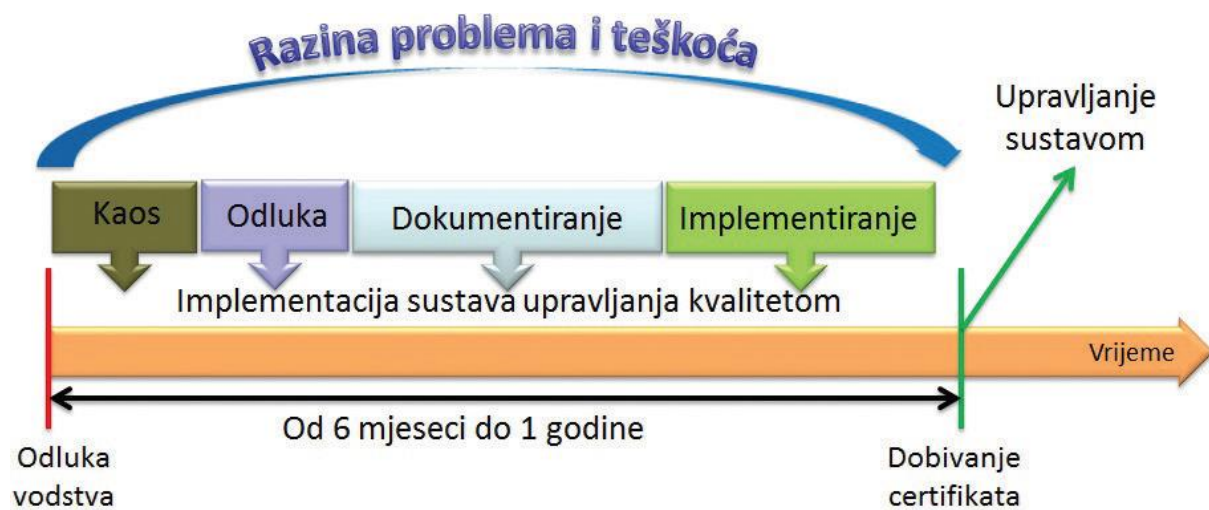 Razina problema i teškoća
Upravljanje
sustavom
Kaos
Odluka
Dokumentiranje
Implementiranje
Implementacija sustava upravljanja kvalitetom
Vrijeme
Od 6 mjeseci do 1 godine
Odluka
vodstva
Dobivanje
certifikata